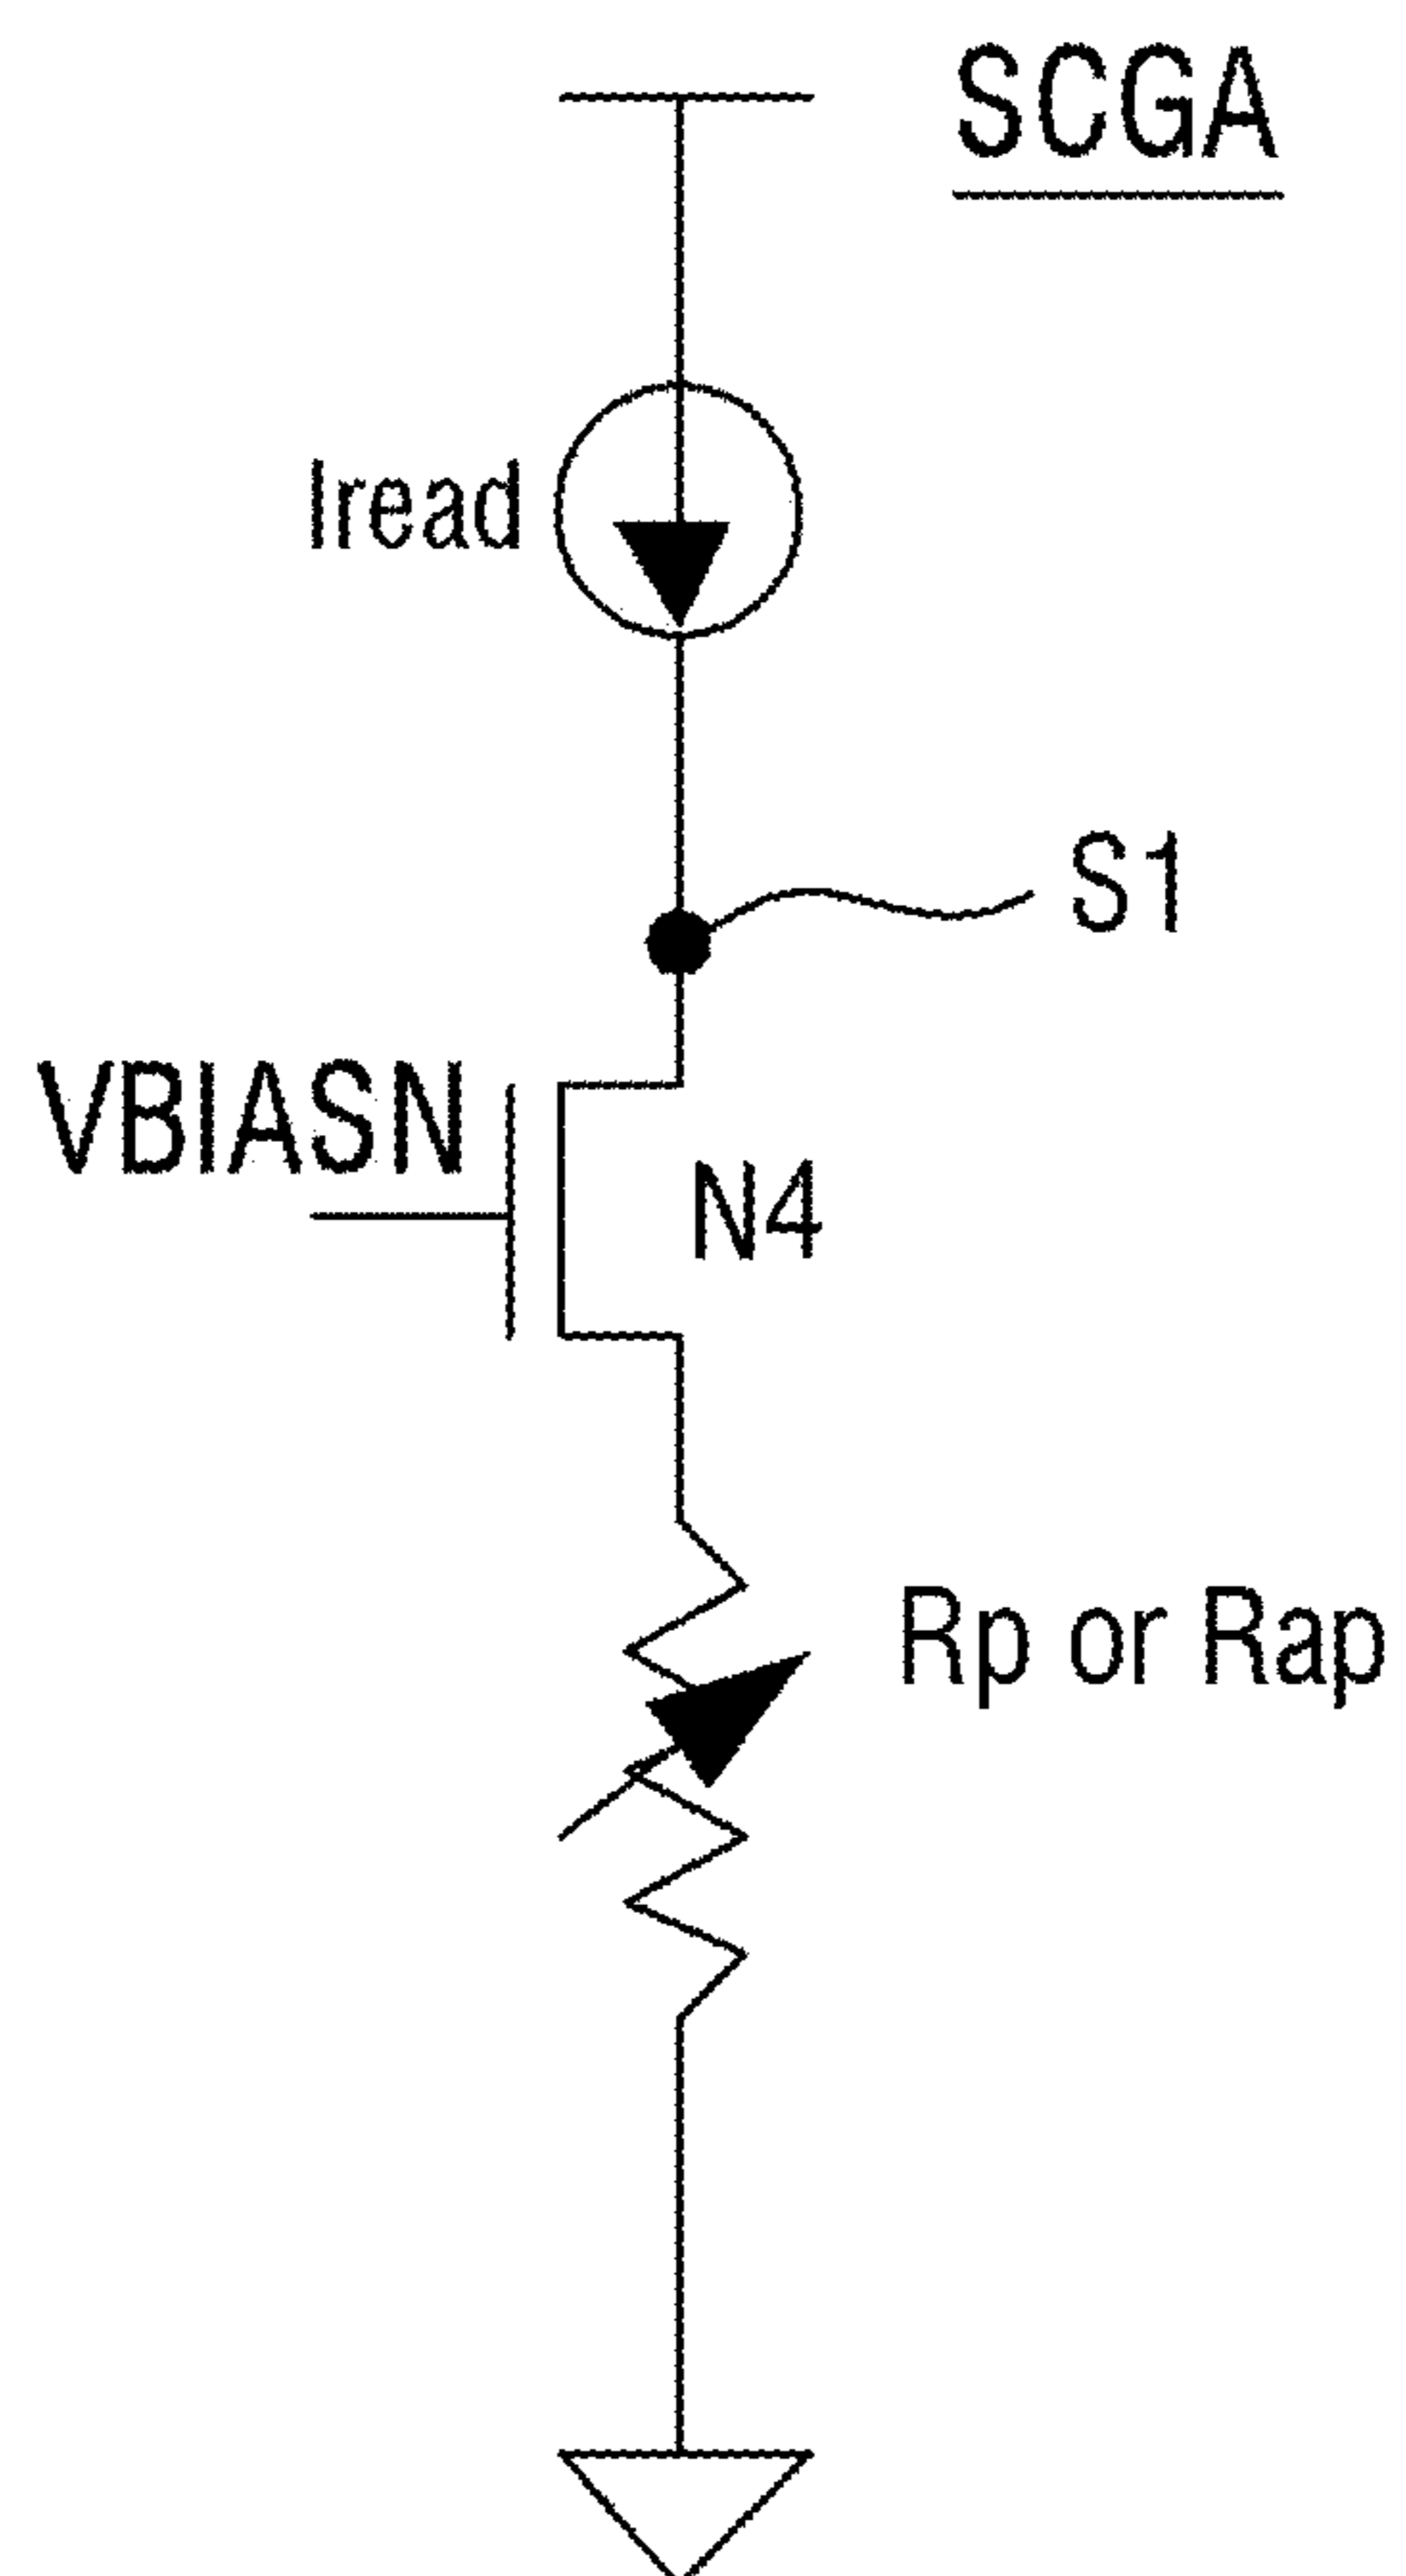 SCGA
Iread
S1
VBIASN
N4
Rp or Rap